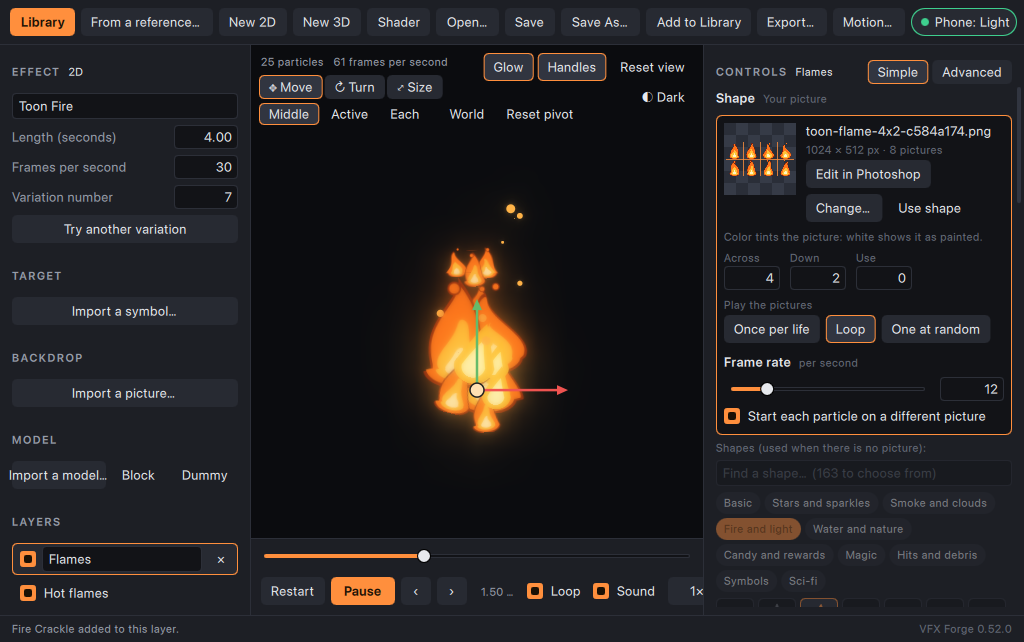 Library
From a reference...
New 2D
New 3D
Shader
Open...
Save
Save As...
Add to Library
Export...
Motion...
Phone: Light
EFFECT 2D
Toon Fire
Length (seconds) 4.00
Frames per second 30
Variation number 7
Try another variation
TARGET
Import a symbol...
BACKDROP
Import a picture...
MODEL
Import a model... Block Dummy
LAYERS
Flames ×
Hot flames
25 particles 61 frames per second
Glow Handles Reset view
Move Turn Size
Dark
Middle Active Each World Reset pivot
Restart Pause ‹ › 1.50 ... Loop Sound 1×
CONTROLS Flames Simple Advanced
Shape Your picture
toon-flame-4x2-c584a174.png
1024 × 512 px · 8 pictures
Edit in Photoshop
Change... Use shape
Color tints the picture: white shows it as painted.
Across Down Use
4 2 0
Play the pictures
Once per life Loop One at random
Frame rate per second
12
Start each particle on a different picture
Shapes (used when there is no picture):
Find a shape... (163 to choose from)
Basic Stars and sparkles Smoke and clouds
Fire and light Water and nature
Candy and rewards Magic Hits and debris
Symbols Sci-fi
Fire Crackle added to this layer.
VFX Forge 0.52.0